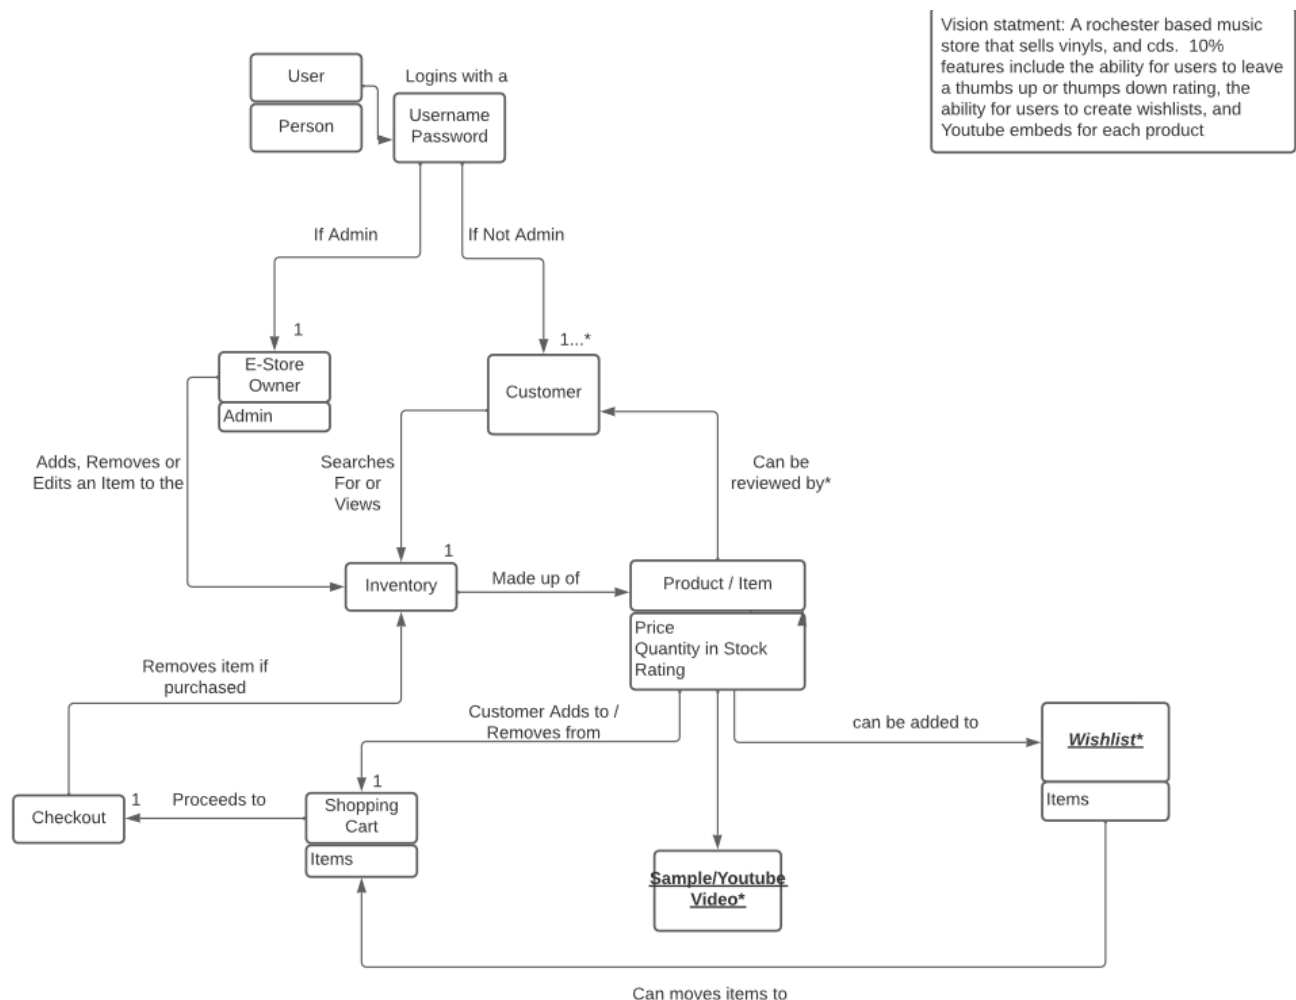 Vision statment: A rochester based music
store that sells vinyls, and cds.  10%
features include the ability for users to leave
a thumbs up or thumps down rating, the
ability for users to create wishlists, and
Youtube embeds for each product
User
Person
Logins with a
Username
Password
If Admin
If Not Admin
1
1...*
E-Store
Owner
Admin
Customer
Adds, Removes or
Edits an Item to the
Searches
For or
Views
Can be
reviewed by*
1
Inventory
Made up of
Product / Item
Price
Quantity in Stock
Rating
Removes item if
purchased
Customer Adds to /
Removes from
can be added to
Wishlist*
Items
1
Checkout
Proceeds to
1
Shopping
Cart
Items
Sample/Youtube
Video*
Can moves items to